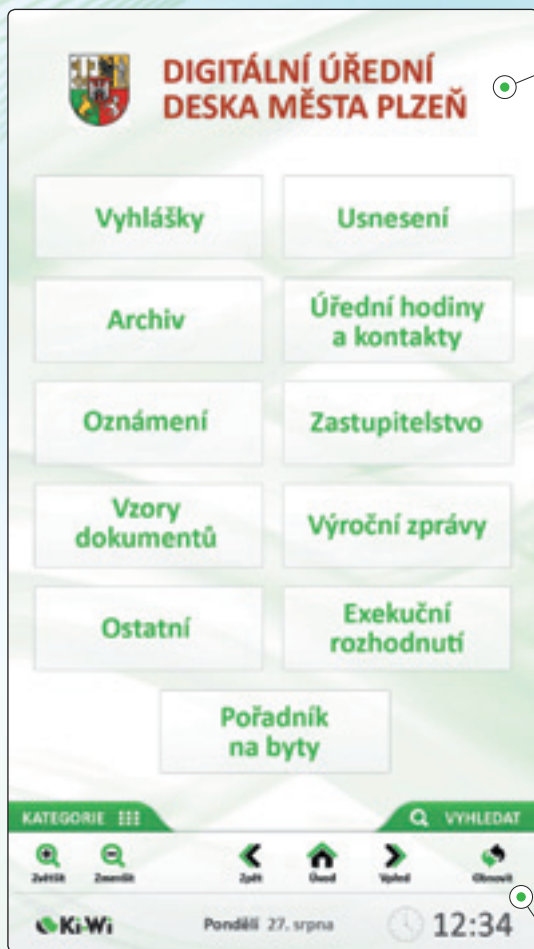 DIGITÁLNÍ ÚŘEDNÍ
DESKA MĚSTA PLZEŇ
Vyhlášky
Usnesení
Archiv
Úřední hodiny
a kontakty
Oznámení
Zastupitelstvo
Vzory
dokumentů
Výroční zprávy
Ostatní
Exekuční
rozhodnutí
Pořadník
na byty
KATEGORIE
VYHLEDAT
Zvětšit
Zmenšit
Zpět
Úvod
Vpřed
Obnovit
Ki-Wi
Pondělí 27. srpna
12:34